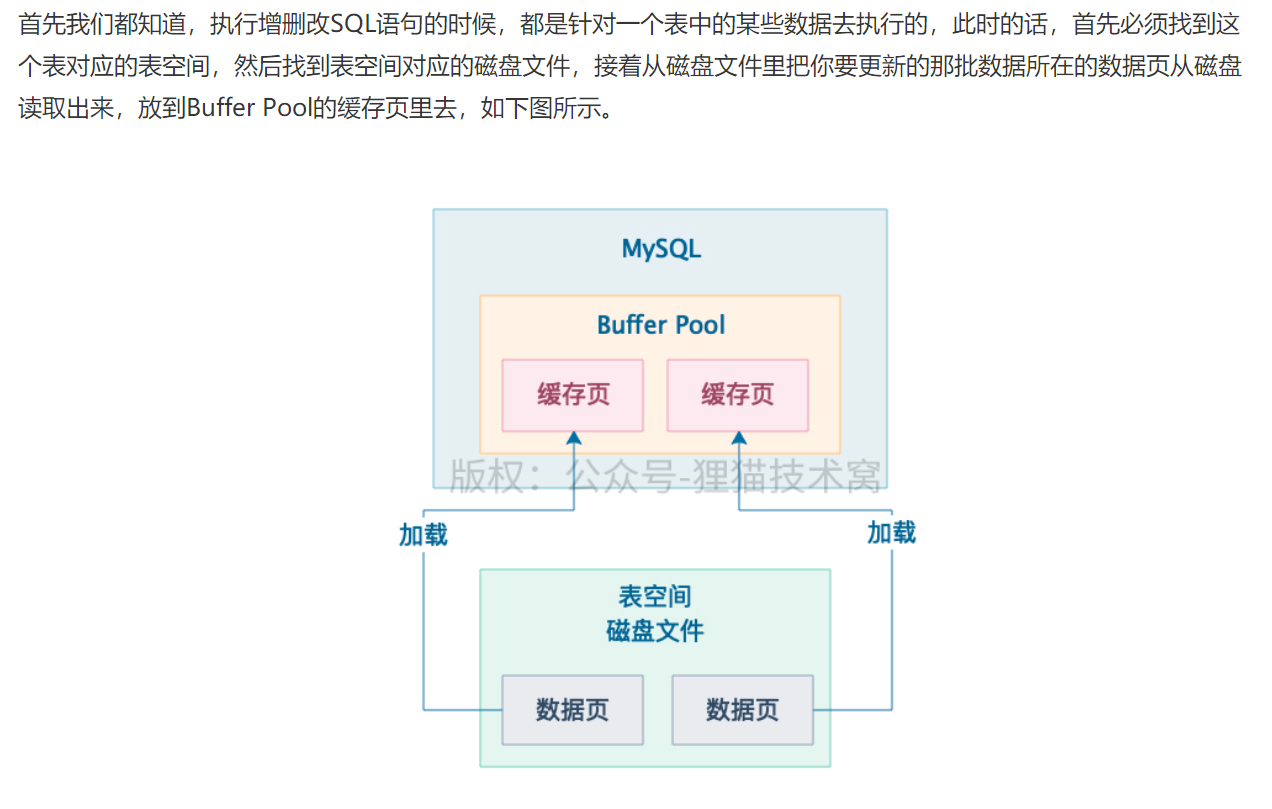 首先我们都知道，执行增删改SQL语句的时候，都是针对一个表中的某些数据去执行的，此时的话，首先必须找到这
个表对应的表空间，然后找到表空间对应的磁盘文件，接着从磁盘文件里把你要更新的那批数据所在的数据页从磁盘
读取出来，放到Buffer Pool的缓存页里去，如下图所示。
MySQL
Buffer Pool
缓存页 缓存页
版权：公众号-狸猫技术窝
加载 加载
表空间
磁盘文件
数据页 数据页